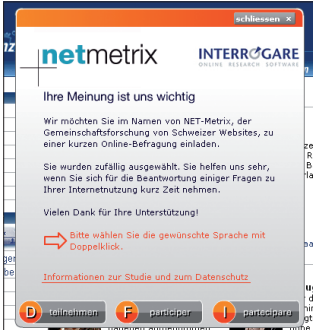 schliessen ×
netmetrix
INTERROGARE
ONLINE RESEARCH SOFTWARE
Ihre Meinung ist uns wichtig
Wir möchten Sie im Namen von NET-Metrix, der
Gemeinschaftsforschung von Schweizer Websites, zu
einer kurzen Online-Befragung einladen.
Sie wurden zufällig ausgewählt. Sie helfen uns sehr,
wenn Sie sich für die Beantwortung einiger Fragen zu
Ihrer Internetnutzung kurz Zeit nehmen.
Vielen Dank für Ihre Unterstützung!
Bitte wählen Sie die gewünschte Sprache mit
Doppelklick.
Informationen zur Studie und zum Datenschutz
D teilnehmen F participer I partecipare